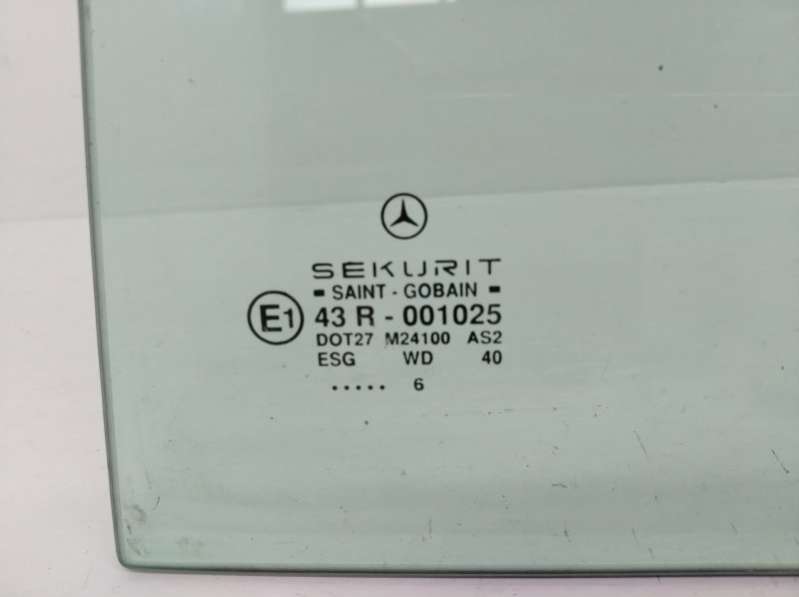 SEKURIT
SAINT - GOBAIN
E1 43 R - 001025
DOT27 M24100 AS2
ESG WD 40
..... 6